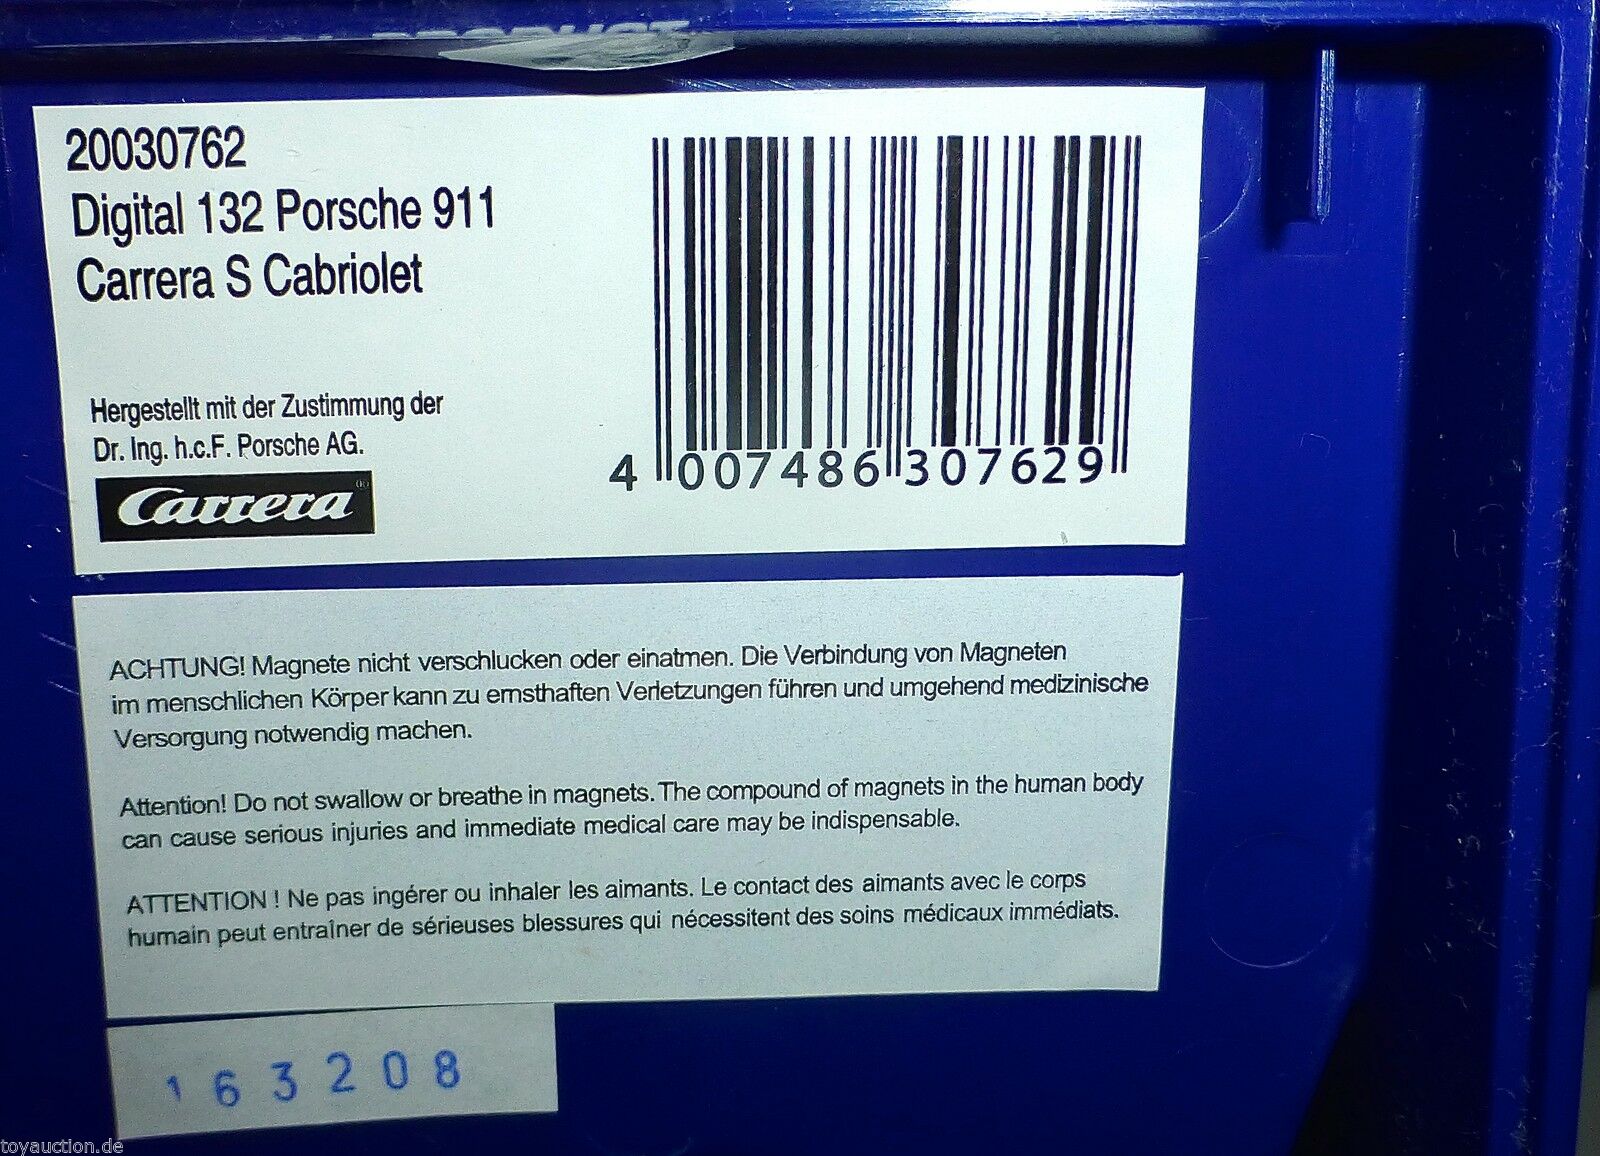 PRODUCT
20030762
Digital 132 Porsche 911
Carrera S Cabriolet
Hergestellt mit der Zustimmung der
Dr. Ing. h.c.F. Porsche AG.
Carrera®
4 007486 307629
ACHTUNG! Magnete nicht verschlucken oder einatmen. Die Verbindung von Magneten
im menschlichen Körper kann zu ernsthaften Verletzungen führen und umgehend medizinische
Versorgung notwendig machen.
Attention! Do not swallow or breathe in magnets. The compound of magnets in the human body
can cause serious injuries and immediate medical care may be indispensable.
ATTENTION ! Ne pas ingérer ou inhaler les aimants. Le contact des aimants avec le corps
humain peut entraîner de sérieuses blessures qui nécessitent des soins médicaux immédiats.
163208
toyauction.de